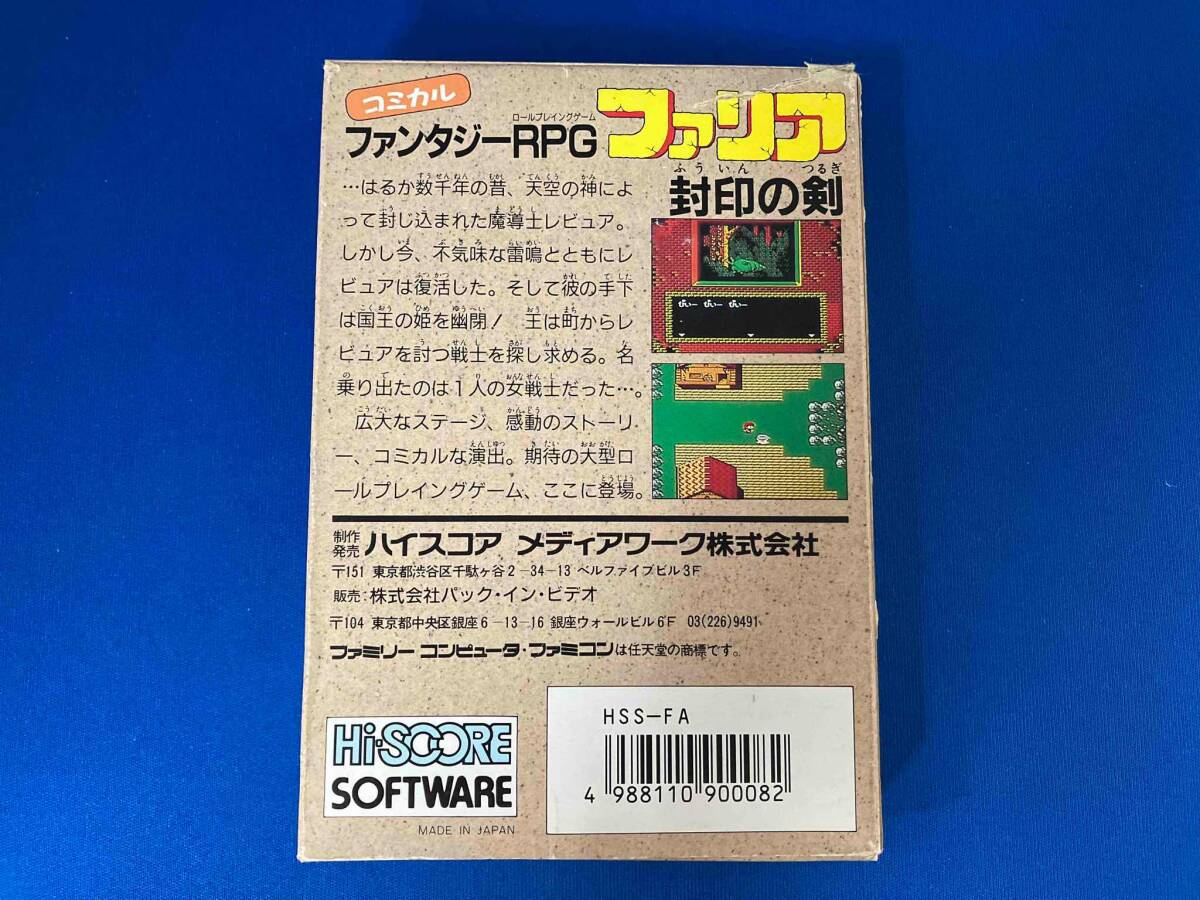 コミカル
ロールプレイングゲーム
ファンタジーRPG
ファリア
ふういん つるぎ
封印の剣
…はるか数千年の昔、天空の神によ
って封じ込まれた魔導士レビュア。
しかし今、不気味な雷鳴とともにレ
ビュアは復活した。そして彼の手下
は国王の姫を幽閉! 王は町からレ
ビュアを討つ戦士を探し求める。名
乗り出たのは1人の女戦士だった…。
広大なステージ、感動のストーリ
ー、コミカルな演出。期待の大型ロ
ールプレイングゲーム、ここに登場。
ぴぃー ぴぃー ぴぃー
制作
発売 ハイスコア メディアワーク株式会社
〒151 東京都渋谷区千駄ヶ谷2-34-13 ベルファイブビル3F
販売:株式会社パック・イン・ビデオ
〒104 東京都中央区銀座6-13-16 銀座ウォールビル6F 03(226)9491
ファミリー コンピュータ・ファミコンは任天堂の商標です。
Hi-SCORE
SOFTWARE
MADE IN JAPAN
HSS-FA
4 988110 900082